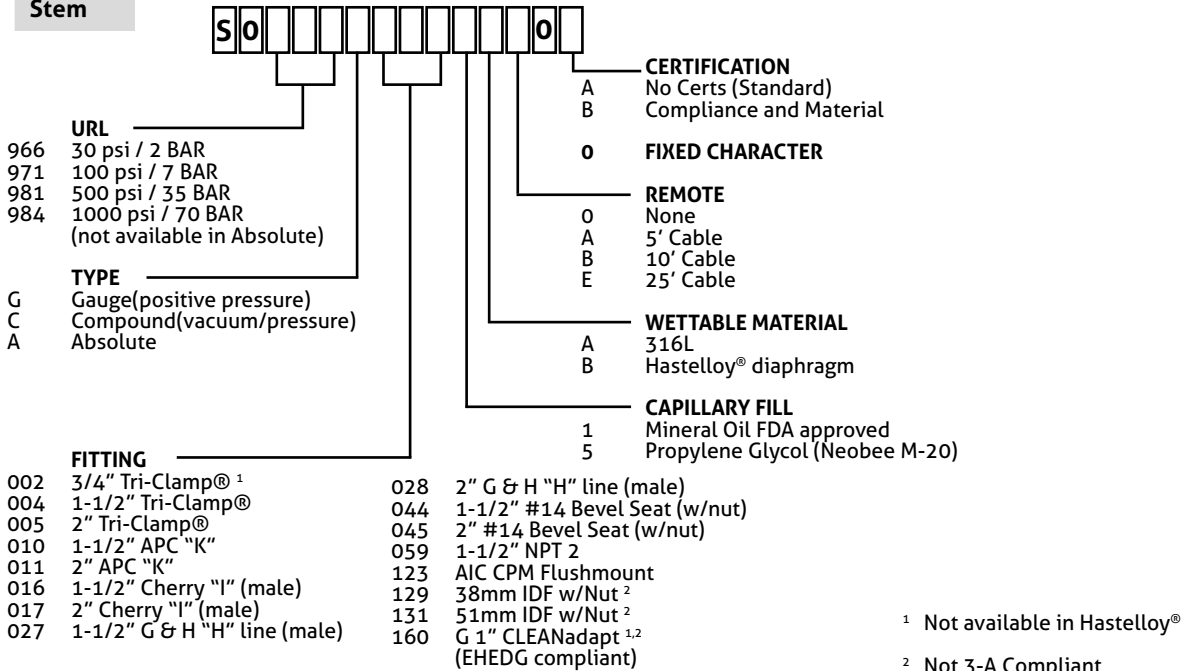 Stem
S O O
CERTIFICATION
A No Certs (Standard)
B Compliance and Material
0 FIXED CHARACTER
REMOTE
0 None
A 5’ Cable
B 10’ Cable
E 25’ Cable
WETTABLE MATERIAL
A 316L
B Hastelloy® diaphragm
CAPILLARY FILL
1 Mineral Oil FDA approved
5 Propylene Glycol (Neobee M-20)
URL
966 30 psi / 2 BAR
971 100 psi / 7 BAR
981 500 psi / 35 BAR
984 1000 psi / 70 BAR
(not available in Absolute)
TYPE
G Gauge(positive pressure)
C Compound(vacuum/pressure)
A Absolute
FITTING
002 3/4" Tri-Clamp® ¹
004 1-1/2" Tri-Clamp®
005 2" Tri-Clamp®
010 1-1/2" APC “K”
011 2" APC “K”
016 1-1/2" Cherry “I” (male)
017 2" Cherry “I” (male)
027 1-1/2" G & H “H” line (male)
028 2" G & H “H” line (male)
044 1-1/2" #14 Bevel Seat (w/nut)
045 2" #14 Bevel Seat (w/nut)
059 1-1/2" NPT 2
123 AIC CPM Flushmount
129 38mm IDF w/Nut ²
131 51mm IDF w/Nut ²
160 G 1" CLEANadapt ¹,²
(EHEDG compliant)
¹ Not available in Hastelloy®
² Not 3-A Compliant